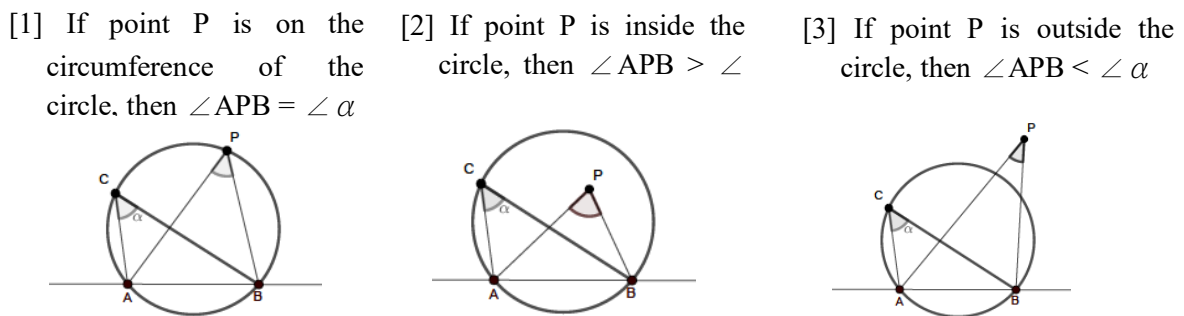 [1] If point P is on the
circumference of the
circle, then ∠APB = ∠α
[2] If point P is inside the
circle, then ∠APB > ∠
[3] If point P is outside the
circle, then ∠APB < ∠α
P
C
α
A
B
C
P
α
A
B
P
C
α
A
B